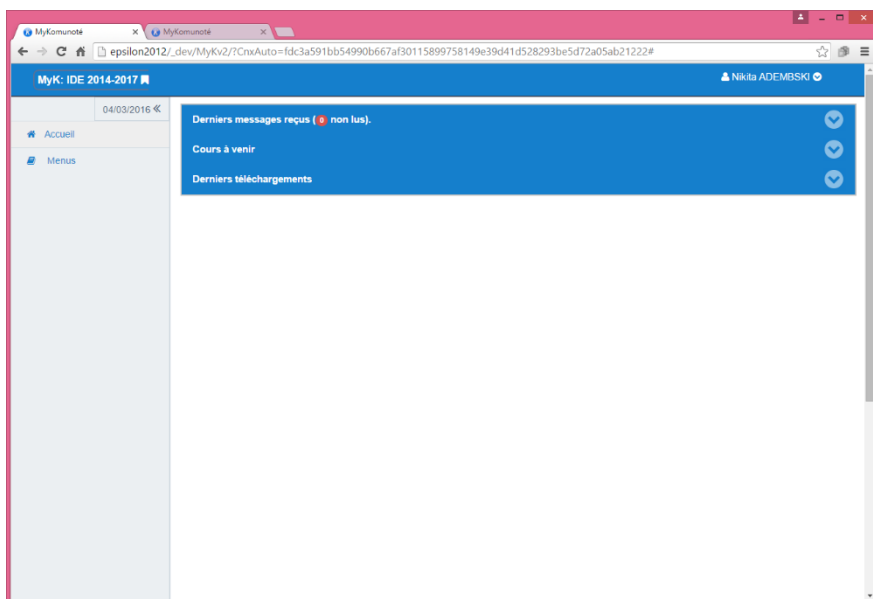 MyKomunoté
MyKomunoté
epsilon2012/_dev/MyKv2/?CnxAuto=fdc3a591bb54990b667af30115899758149e39d41d528293be5d72a05ab21222#
MyK: IDE 2014-2017
Nikita ADEMBSKI
04/03/2016
Accueil
Menus
Derniers messages reçus ( 0 non lus).
Cours à venir
Derniers téléchargements